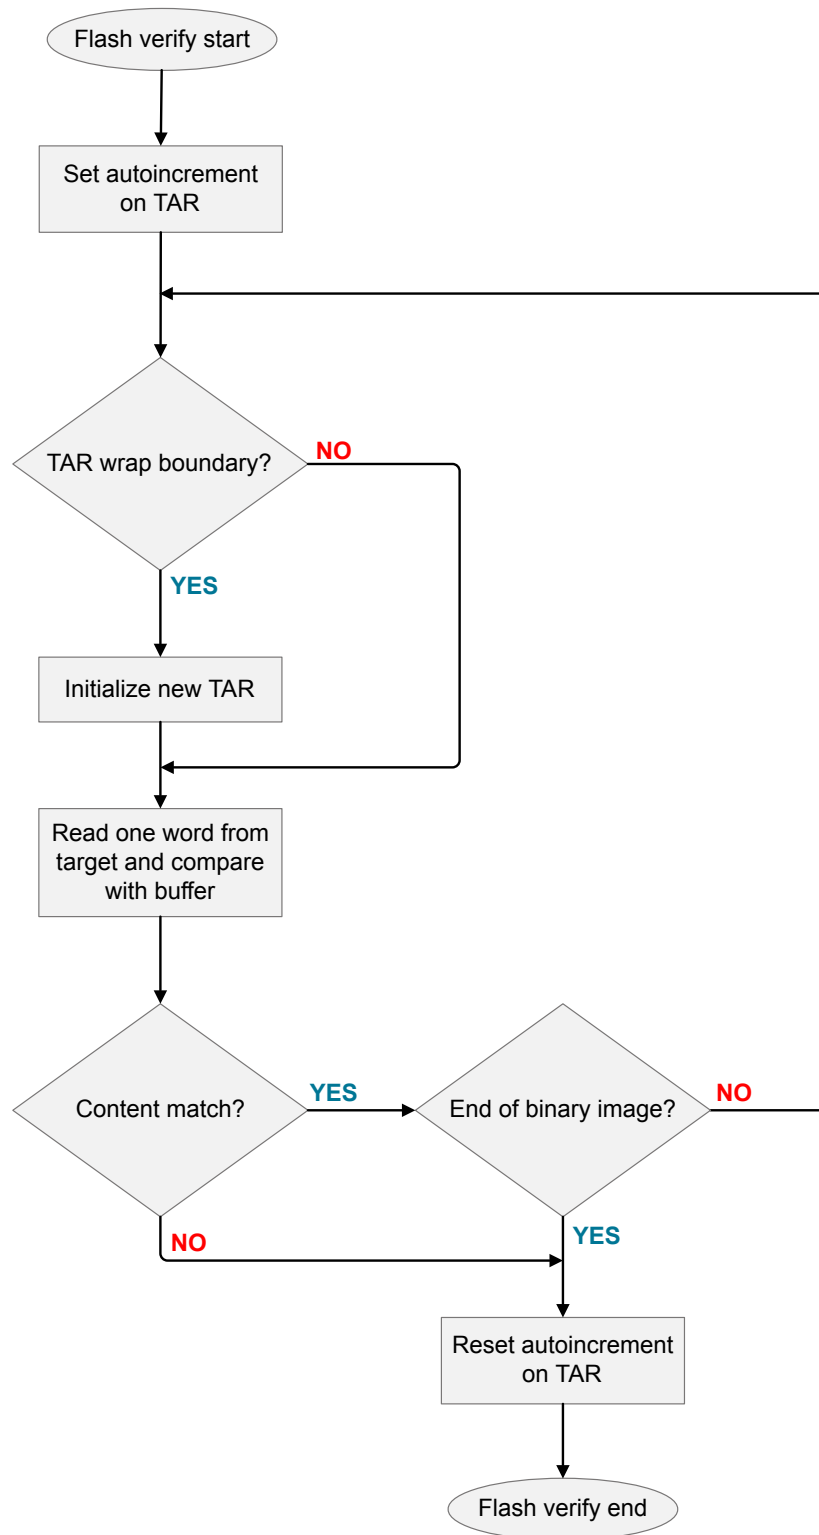 Flash verify start
Set autoincrement
on TAR
TAR wrap boundary?
NO
YES
Initialize new TAR
Read one word from
target and compare
with buffer
Content match?
YES
End of binary image?
NO
NO
YES
Reset autoincrement
on TAR
Flash verify end